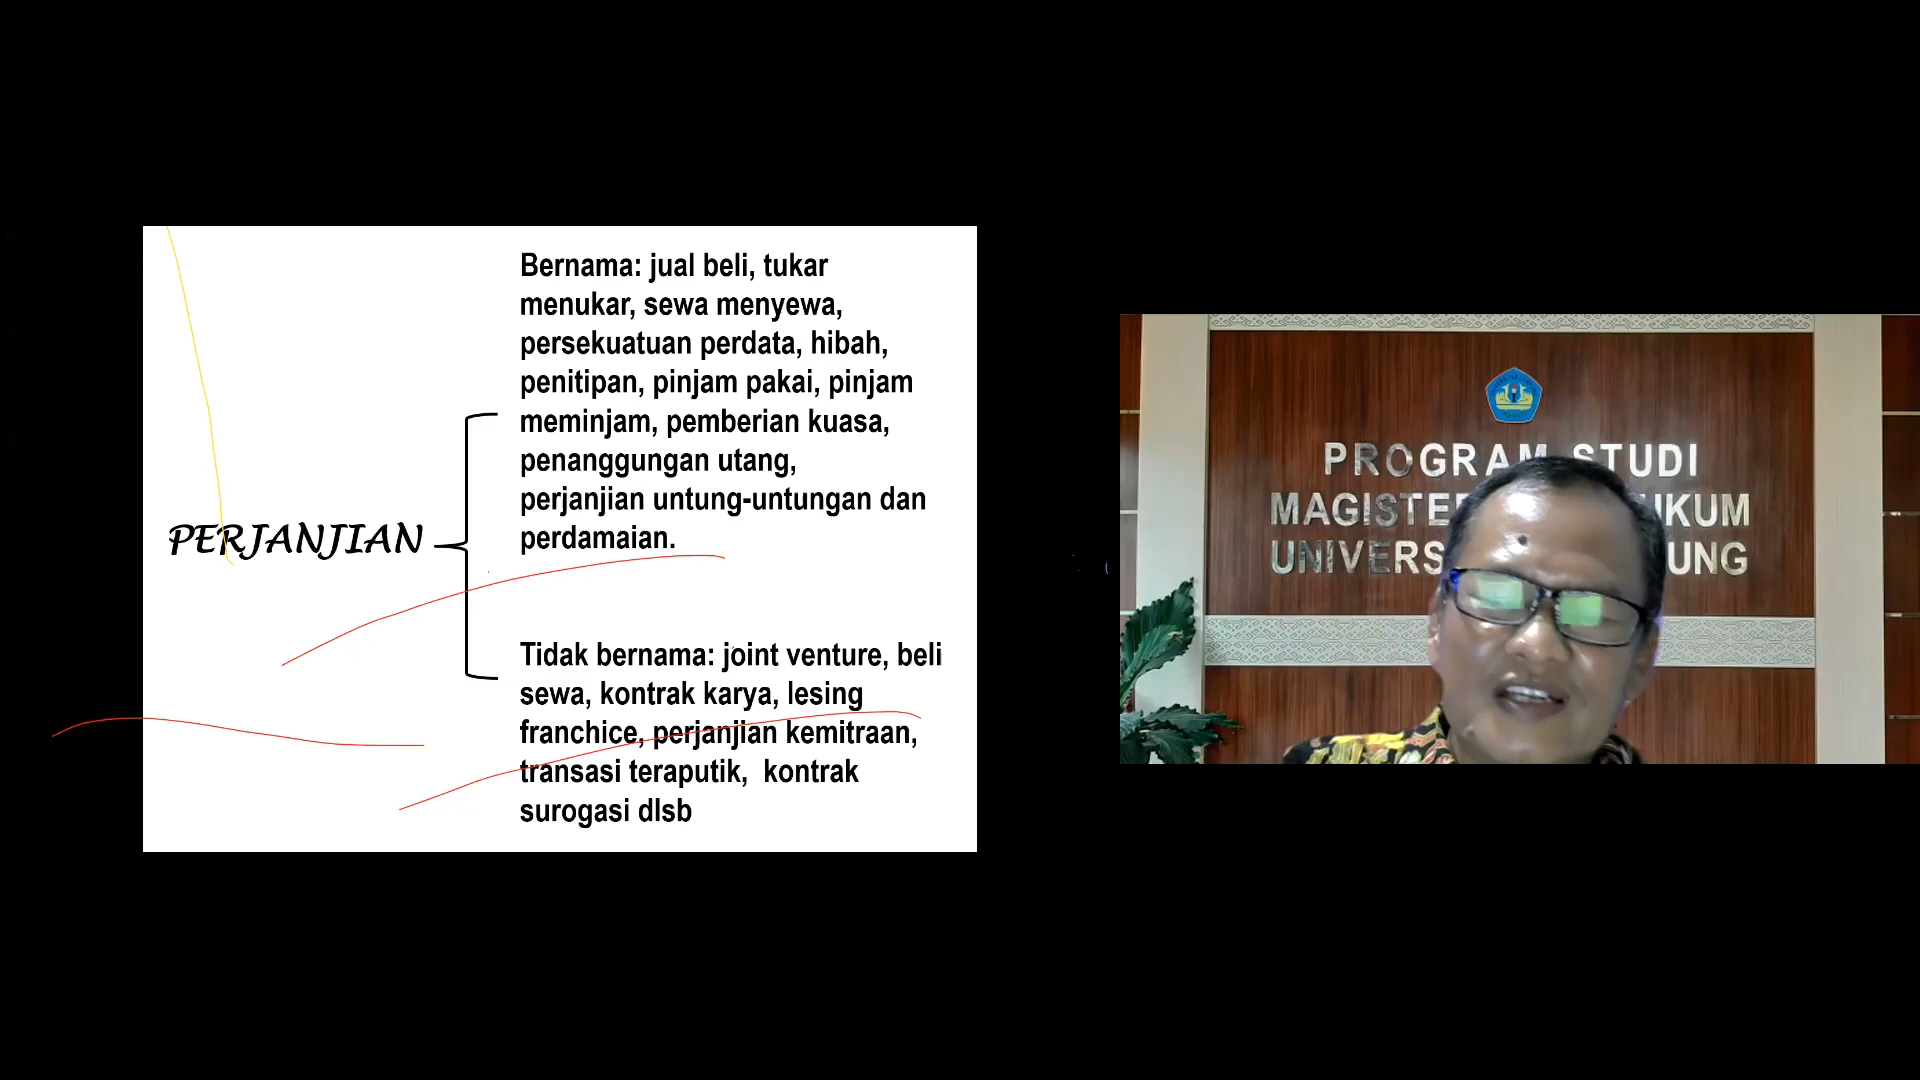 PERJANJIAN
Bernama: jual beli, tukar
menukar, sewa menyewa,
persekuatuan perdata, hibah,
penitipan, pinjam pakai, pinjam
meminjam, pemberian kuasa,
penanggungan utang,
perjanjian untung-untungan dan
perdamaian.
Tidak bernama: joint venture, beli
sewa, kontrak karya, lesing
franchice, perjanjian kemitraan,
transasi teraputik, kontrak
surogasi dlsb
PROGRAM STUDI
MAGISTE UKUM
UNIVERS UNG